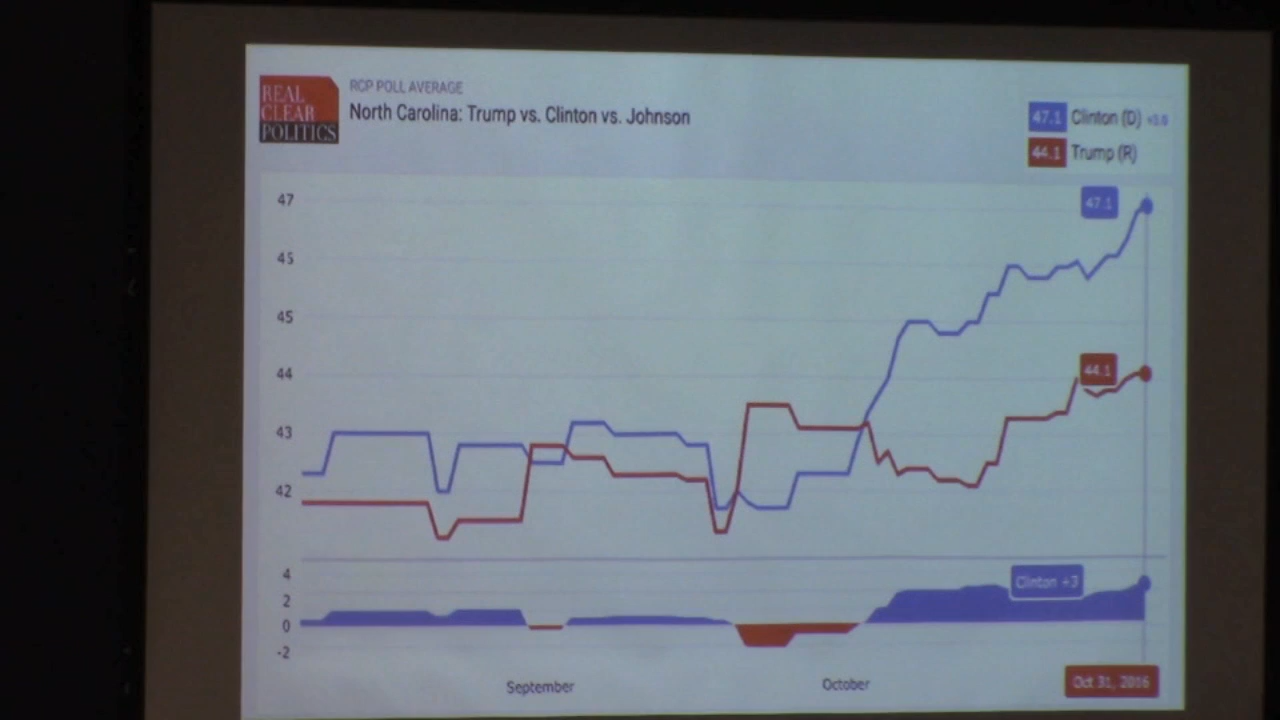 REAL
CLEAR
POLITICS
RCP POLL AVERAGE
North Carolina: Trump vs. Clinton vs. Johnson
47.1 Clinton (D) +3.0
44.1 Trump (R)
47
45
45
44
43
42
47.1
44.1
4
2
0
-2
Clinton +3
September
October
Oct 31, 2016